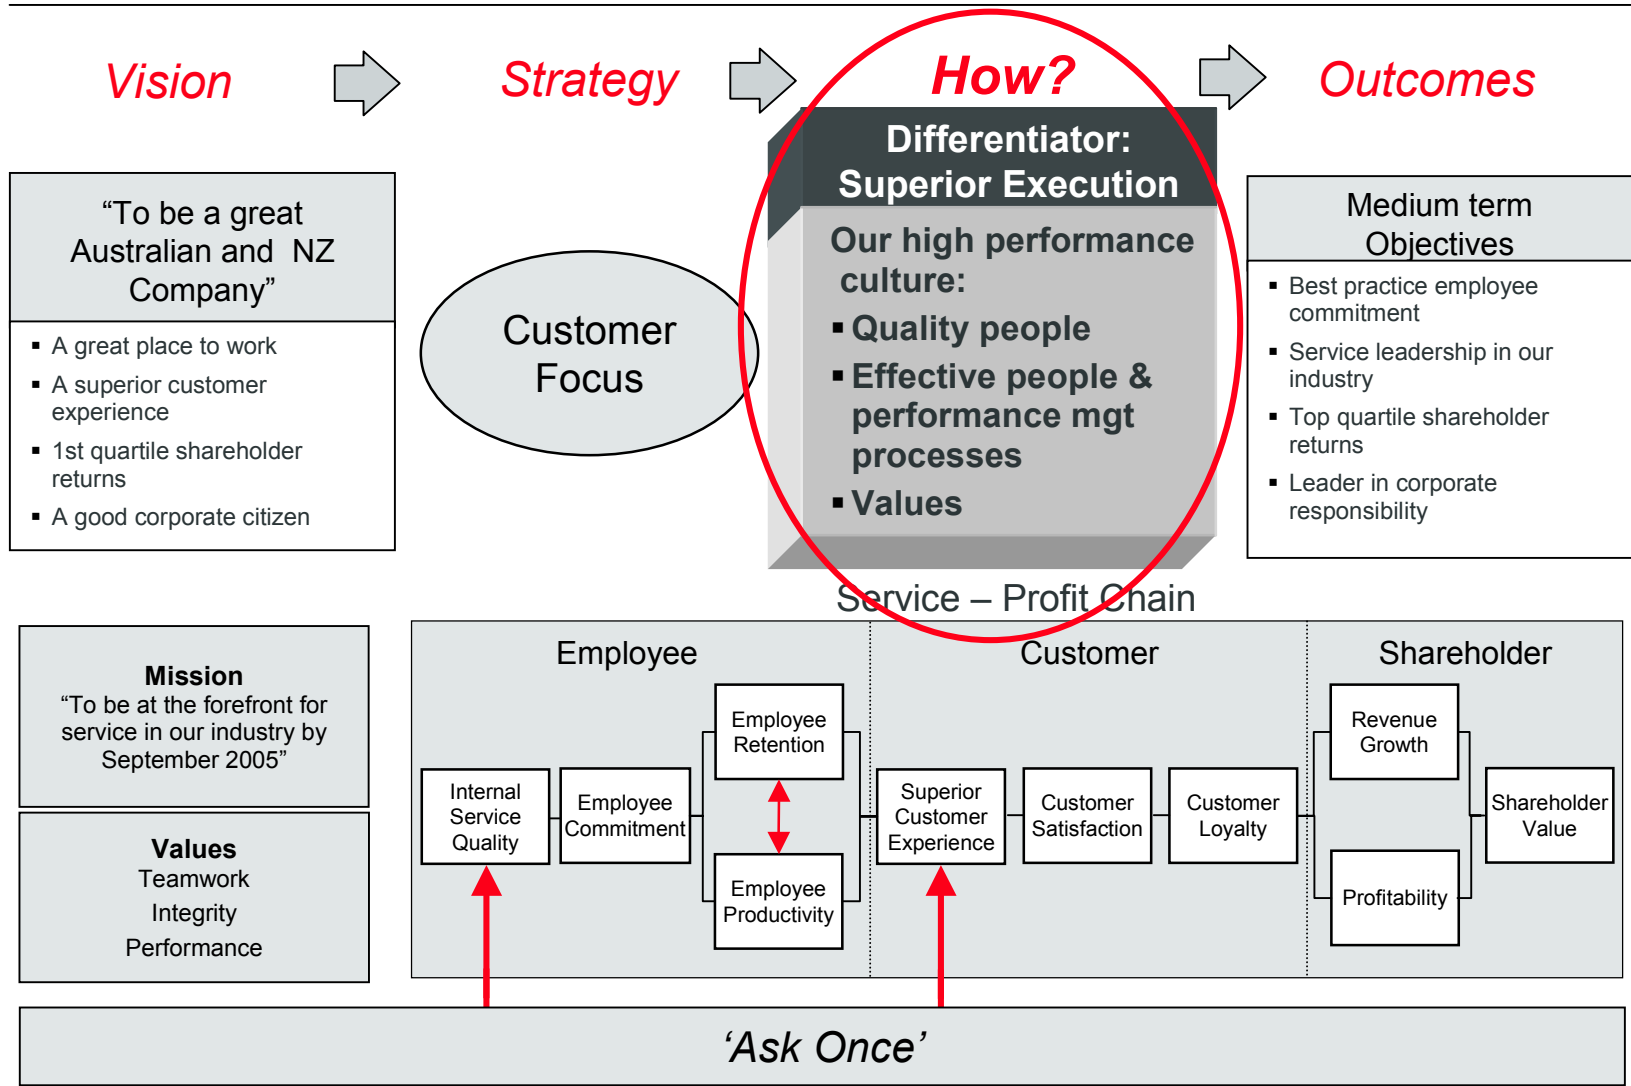 Vision
Strategy
How?
Outcomes
“To be a great
Australian and NZ
Company”
▪ A great place to work
▪ A superior customer
experience
▪ 1st quartile shareholder
returns
▪ A good corporate citizen
Customer
Focus
Differentiator:
Superior Execution
Our high performance
culture:
▪ Quality people
▪ Effective people &
performance mgt
processes
▪ Values
Medium term
Objectives
▪ Best practice employee
commitment
▪ Service leadership in our
industry
▪ Top quartile shareholder
returns
▪ Leader in corporate
responsibility
Service – Profit Chain
Mission
“To be at the forefront for
service in our industry by
September 2005”
Values
Teamwork
Integrity
Performance
Employee
Internal
Service
Quality
Employee
Commitment
Employee
Retention
Employee
Productivity
Customer
Superior
Customer
Experience
Customer
Satisfaction
Customer
Loyalty
Shareholder
Revenue
Growth
Profitability
Shareholder
Value
‘Ask Once’